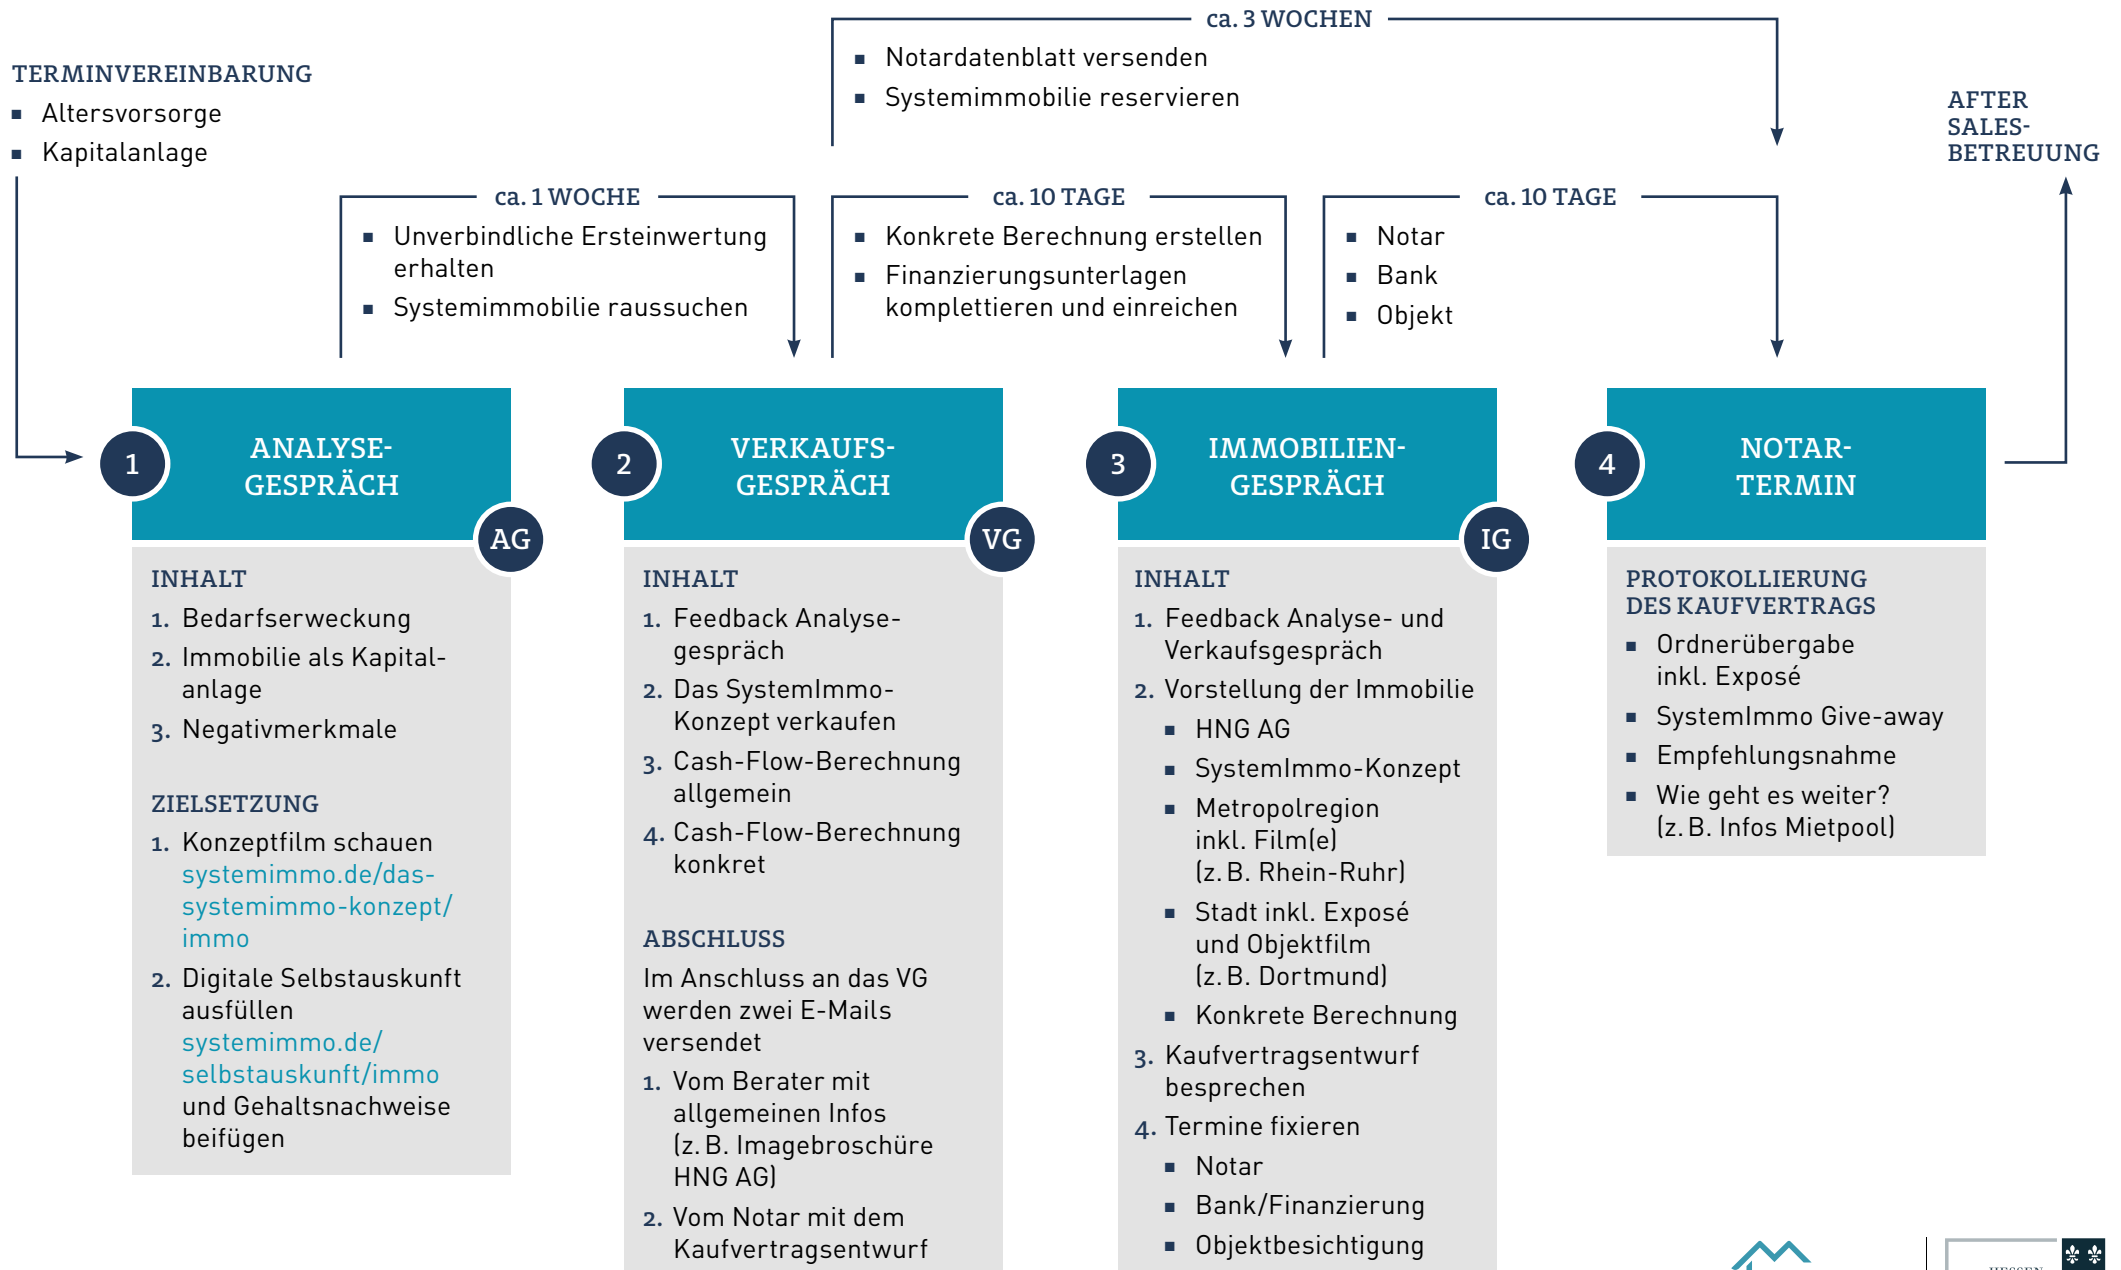 TERMINVEREINBARUNG
▪ Altersvorsorge
▪ Kapitalanlage
ca. 3 WOCHEN
▪ Notardatenblatt versenden
▪ Systemimmobilie reservieren
AFTER
SALES-
BETREUUNG
ca. 1 WOCHE
▪ Unverbindliche Ersteinwertung
erhalten
▪ Systemimmobilie raussuchen
ca. 10 TAGE
▪ Konkrete Berechnung erstellen
▪ Finanzierungsunterlagen
komplettieren und einreichen
ca. 10 TAGE
▪ Notar
▪ Bank
▪ Objekt
1
ANALYSE-
GESPRÄCH
AG
INHALT
1. Bedarfserweckung
2. Immobilie als Kapital-
anlage
3. Negativmerkmale
ZIELSETZUNG
1. Konzeptfilm schauen
systemimmo.de/das-
systemimmo-konzept/
immo
2. Digitale Selbstauskunft
ausfüllen
systemimmo.de/
selbstauskunft/immo
und Gehaltsnachweise
beifügen
2
VERKAUFS-
GESPRÄCH
VG
INHALT
1. Feedback Analyse-
gespräch
2. Das SystemImmo-
Konzept verkaufen
3. Cash-Flow-Berechnung
allgemein
4. Cash-Flow-Berechnung
konkret
ABSCHLUSS
Im Anschluss an das VG
werden zwei E-Mails
versendet
1. Vom Berater mit
allgemeinen Infos
(z. B. Imagebroschüre
HNG AG)
2. Vom Notar mit dem
Kaufvertragsentwurf
3
IMMOBILIEN-
GESPRÄCH
IG
INHALT
1. Feedback Analyse- und
Verkaufsgespräch
2. Vorstellung der Immobilie
▪ HNG AG
▪ SystemImmo-Konzept
▪ Metropolregion
inkl. Film(e)
(z. B. Rhein-Ruhr)
▪ Stadt inkl. Exposé
und Objektfilm
(z. B. Dortmund)
▪ Konkrete Berechnung
3. Kaufvertragsentwurf
besprechen
4. Termine fixieren
▪ Notar
▪ Bank/Finanzierung
▪ Objektbesichtigung
4
NOTAR-
TERMIN
PROTOKOLLIERUNG
DES KAUFVERTRAGS
▪ Ordnerübergabe
inkl. Exposé
▪ SystemImmo Give-away
▪ Empfehlungsnahme
▪ Wie geht es weiter?
(z. B. Infos Mietpool)